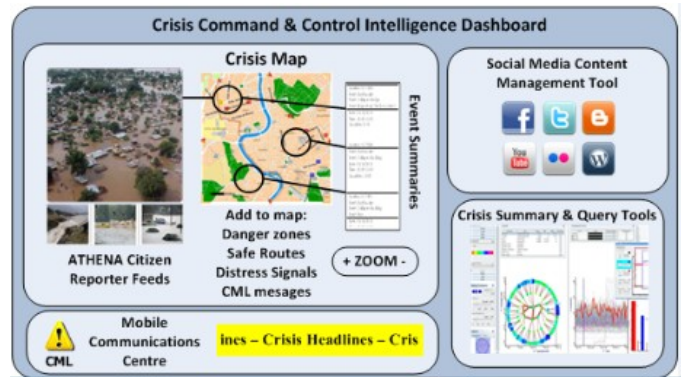 Crisis Command & Control Intelligence Dashboard
Crisis Map
Event Summaries
Add to map:
Danger zones
Safe Routes
Distress Signals
CML mesages
+ ZOOM -
ATHENA Citizen
Reporter Feeds
Social Media Content
Management Tool
f
t
B
You
Tube
W
Crisis Summary & Query Tools
CML
Mobile
Communications
Centre
ines – Crisis Headlines – Cris